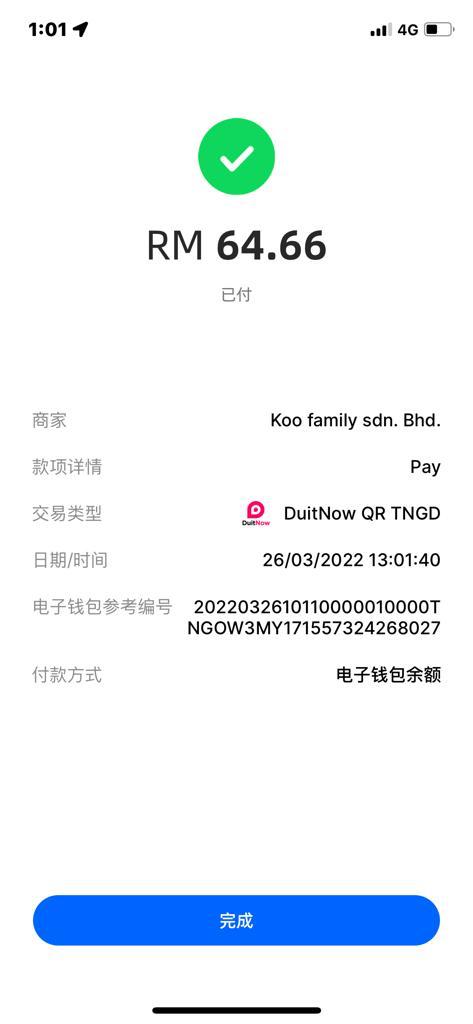 1:01 4G
RM 64.66
已付
商家 Koo family sdn. Bhd.
款项详情 Pay
交易类型 DuitNow DuitNow QR TNGD
日期/时间 26/03/2022 13:01:40
电子钱包参考编号 2022032610110000010000T
NGOW3MY171557324268027
付款方式 电子钱包余额
完成